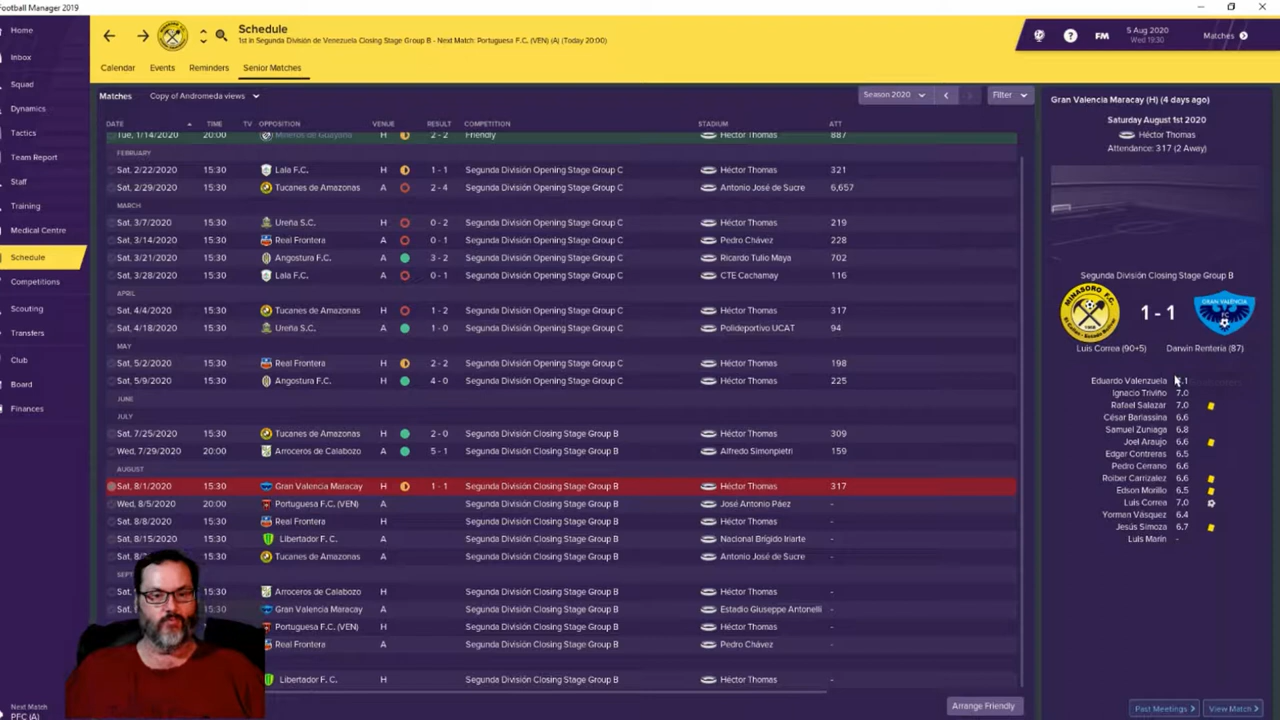 Football Manager 2019
Home
Inbox
Squad
Dynamics
Tactics
Team Report
Staff
Training
Medical Centre
Schedule
Competitions
Scouting
Transfers
Club
Board
Finances
Next Match
PFC (A)
Schedule
1st in Segunda División de Venezuela Closing Stage Group B - Next Match: Portuguesa F.C. (VEN) (A) (Today 20:00)
FM
5 Aug 2020
Wed 19:30
Matches
Calendar Events Reminders Senior Matches
Matches Copy of Andromeda views Season 2020 Filter
DATE TIME TV OPPOSITION VENUE RESULT COMPETITION STADIUM ATT
Tue, 1/14/2020 20:00 Mineros de Guayana H 2 - 2 Friendly Héctor Thomas 887
FEBRUARY
Sat, 2/22/2020 15:30 Lala F.C. H 1 - 1 Segunda División Opening Stage Group C Héctor Thomas 321
Sat, 2/29/2020 15:30 Tucanes de Amazonas A 2 - 4 Segunda División Opening Stage Group C Antonio José de Sucre 6,657
MARCH
Sat, 3/7/2020 15:30 Ureña S.C. H 0 - 2 Segunda División Opening Stage Group C Héctor Thomas 219
Sat, 3/14/2020 15:30 Real Frontera A 0 - 1 Segunda División Opening Stage Group C Pedro Chávez 228
Sat, 3/21/2020 15:30 Angostura F.C. A 3 - 2 Segunda División Opening Stage Group C Ricardo Tulio Maya 702
Sat, 3/28/2020 15:30 Lala F.C. A 0 - 1 Segunda División Opening Stage Group C CTE Cachamay 116
APRIL
Sat, 4/4/2020 15:30 Tucanes de Amazonas H 1 - 2 Segunda División Opening Stage Group C Héctor Thomas 317
Sat, 4/18/2020 15:30 Ureña S.C. A 1 - 0 Segunda División Opening Stage Group C Polideportivo UCAT 94
MAY
Sat, 5/2/2020 15:30 Real Frontera H 2 - 2 Segunda División Opening Stage Group C Héctor Thomas 198
Sat, 5/9/2020 15:30 Angostura F.C. H 4 - 0 Segunda División Opening Stage Group C Héctor Thomas 225
JUNE
JULY
Sat, 7/25/2020 15:30 Tucanes de Amazonas H 2 - 0 Segunda División Closing Stage Group B Héctor Thomas 309
Wed, 7/29/2020 20:00 Arroceros de Calabozo A 5 - 1 Segunda División Closing Stage Group B Alfredo Simonpietri 159
AUGUST
Sat, 8/1/2020 15:30 Gran Valencia Maracay H 1 - 1 Segunda División Closing Stage Group B Héctor Thomas 317
Wed, 8/5/2020 20:00 Portuguesa F.C. (VEN) A Segunda División Closing Stage Group B José Antonio Páez -
Sat, 8/8/2020 15:30 Real Frontera H Segunda División Closing Stage Group B Héctor Thomas -
Sat, 8/15/2020 15:30 Libertador F. C. A Segunda División Closing Stage Group B Nacional Brígido Iriarte -
Sat, 15:30 Tucanes de Amazonas A Segunda División Closing Stage Group B Antonio José de Sucre -
SEPT
Sat, 15:30 Arroceros de Calabozo H Segunda División Closing Stage Group B Héctor Thomas -
15:30 Gran Valencia Maracay A Segunda División Closing Stage Group B Estadio Giuseppe Antonelli -
15:30 Portuguesa F.C. (VEN) H Segunda División Closing Stage Group B Héctor Thomas -
15:30 Real Frontera A Segunda División Closing Stage Group B Pedro Chávez -
Libertador F. C. H Segunda División Closing Stage Group B Héctor Thomas -
Arrange Friendly
Gran Valencia Maracay (H) (4 days ago)
Saturday August 1st 2020
Héctor Thomas
Attendance: 317 (2 Away)
Segunda División Closing Stage Group B
MINASORO F.C.
1 - 1
GRAN VALENCIA
FC
Luis Correa (90+5) Darwin Rentería (87)
Eduardo Valenzuela .1
Ignacio Triviño 7.0
Rafael Salazar 7.0
César Bariassina 6.6
Samuel Zuniaga 6.8
Joel Araujo 6.6
Edgar Contreras 6.5
Pedro Cerrano 6.6
Roiber Carrizalez 6.6
Edson Morillo 6.5
Luis Correa 7.0
Yorman Vásquez 6.4
Jesús Simoza 6.7
Luis Marin -
Past Meetings View Match